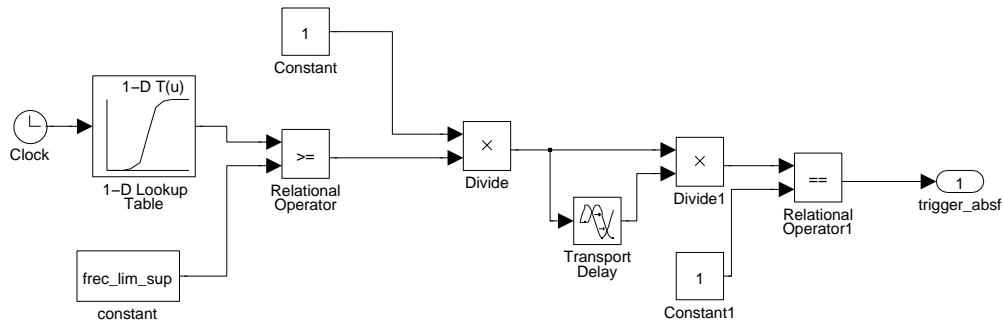 1
Constant
1−D T(u)
Clock
1−D Lookup
Table
>=
Relational
Operator
×
Divide
×
Divide1
==
Relational
Operator1
1
trigger_absf
Transport
Delay
frec_lim_sup
constant
1
Constant1